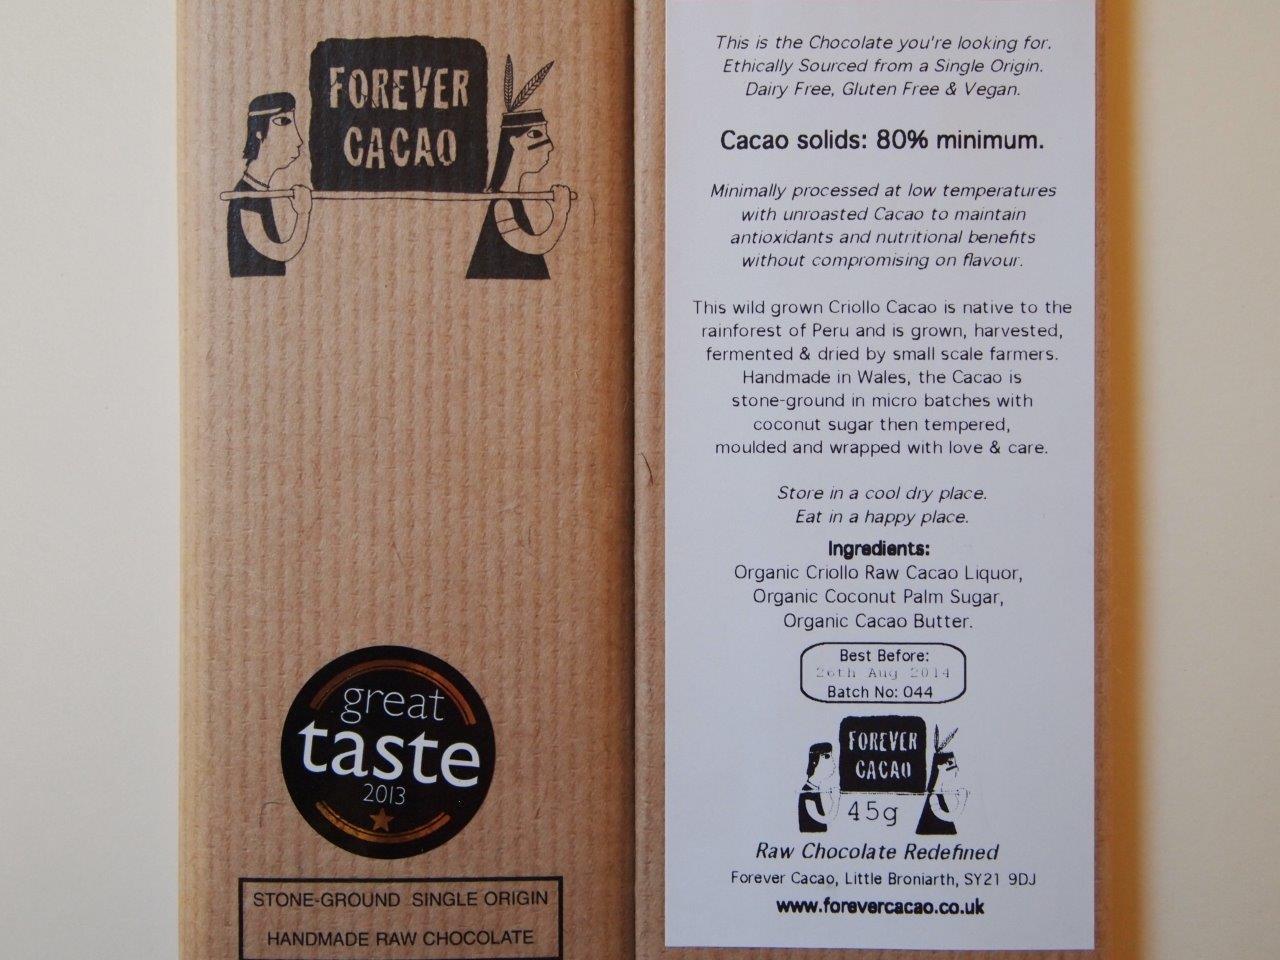 FOREVER
CACAO
great
taste
2013
STONE-GROUND SINGLE ORIGIN
HANDMADE RAW CHOCOLATE
This is the Chocolate you're looking for.
Ethically Sourced from a Single Origin.
Dairy Free, Gluten Free & Vegan.
Cacao solids: 80% minimum.
Minimally processed at low temperatures
with unroasted Cacao to maintain
antioxidants and nutritional benefits
without compromising on flavour.
This wild grown Criollo Cacao is native to the
rainforest of Peru and is grown, harvested,
fermented & dried by small scale farmers.
Handmade in Wales, the Cacao is
stone-ground in micro batches with
coconut sugar then tempered,
moulded and wrapped with love & care.
Store in a cool dry place.
Eat in a happy place.
Ingredients:
Organic Criollo Raw Cacao Liquor,
Organic Coconut Palm Sugar,
Organic Cacao Butter.
Best Before:
26th Aug 2014
Batch No: 044
FOREVER
CACAO
45g
Raw Chocolate Redefined
Forever Cacao, Little Broniarth, SY21 9DJ
www.forevercacao.co.uk